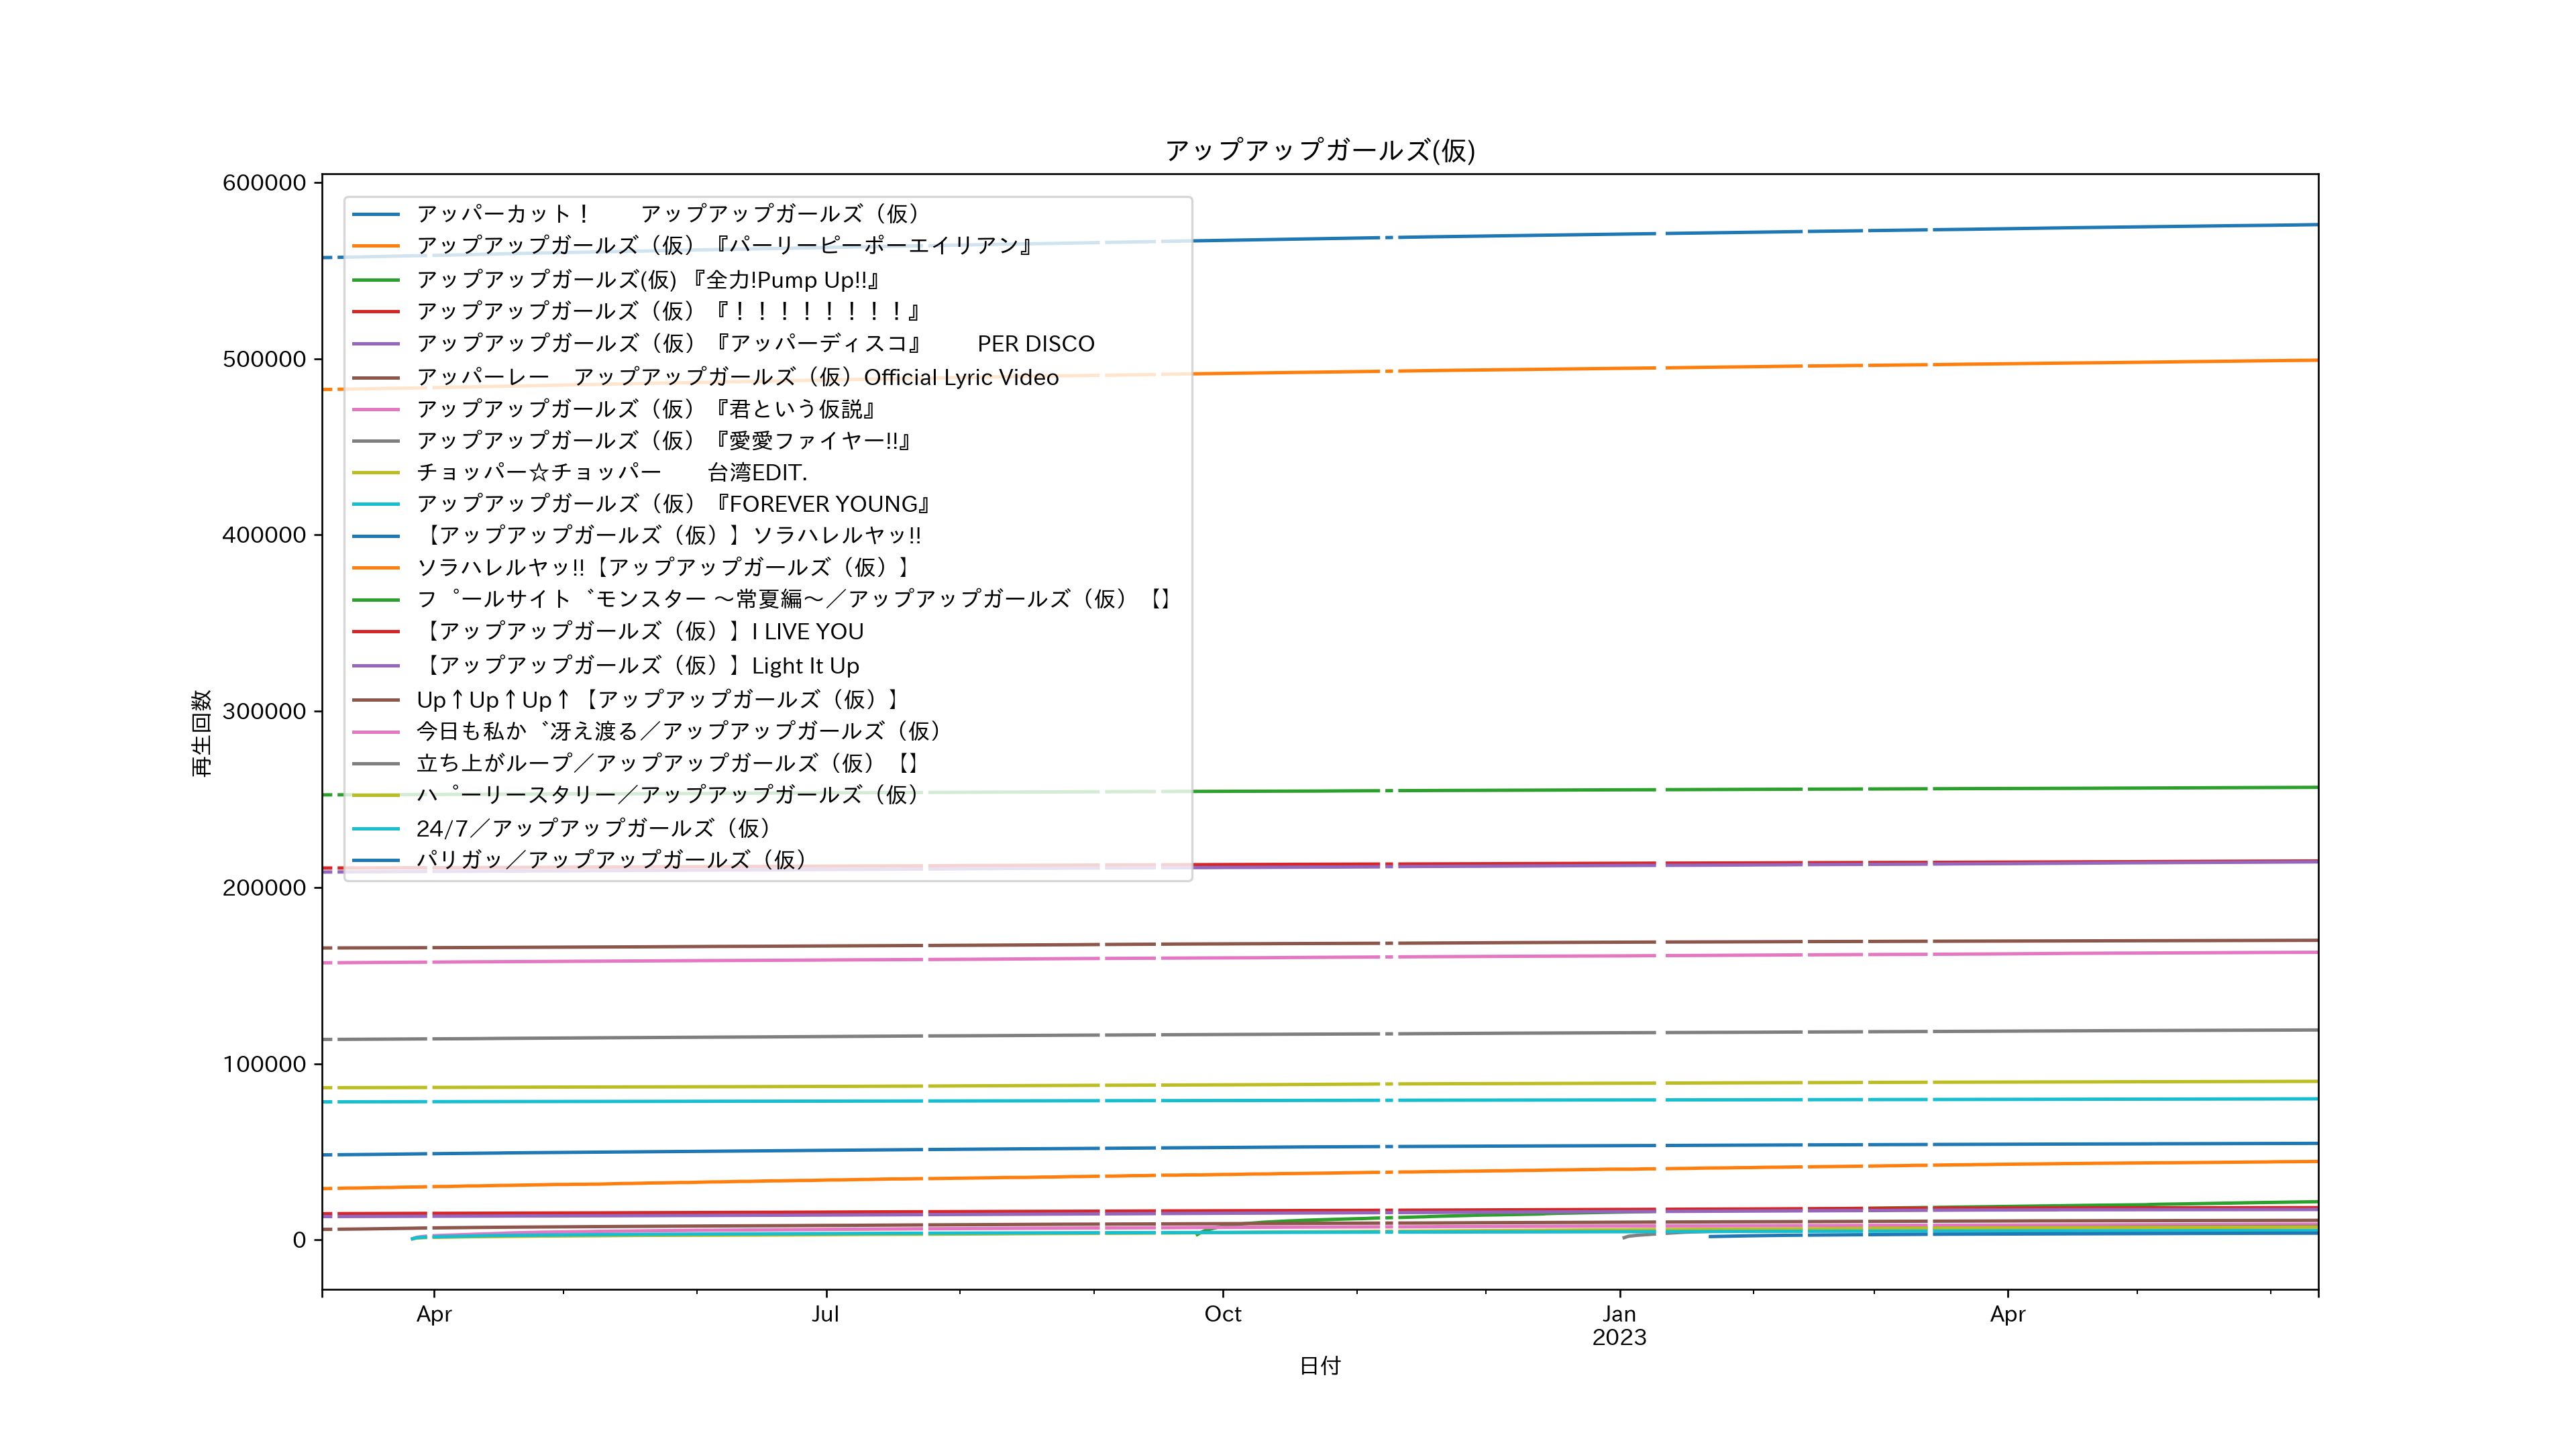 アップアップガールズ(仮)
600000
500000
400000
300000
200000
100000
0
再生回数
アッパーカット！　　アップアップガールズ（仮）
アップアップガールズ（仮）『パーリーピーポーエイリアン』
アップアップガールズ(仮) 『全力!Pump Up!!』
アップアップガールズ（仮）『！！！！！！！！』
アップアップガールズ（仮）『アッパーディスコ』　　PER DISCO
アッパーレー　アップアップガールズ（仮）Official Lyric Video
アップアップガールズ（仮）『君という仮説』
アップアップガールズ（仮）『愛愛ファイヤー!!』
チョッパー☆チョッパー　　台湾EDIT.
アップアップガールズ（仮）『FOREVER YOUNG』
【アップアップガールズ（仮）】ソラハレルヤッ!!
ソラハレルヤッ!!【アップアップガールズ（仮）】
フ゜ールサイト゛モンスター 〜常夏編〜／アップアップガールズ（仮）【】
【アップアップガールズ（仮）】I LIVE YOU
【アップアップガールズ（仮）】Light It Up
Up↑Up↑Up↑【アップアップガールズ（仮）】
今日も私か゛冴え渡る／アップアップガールズ（仮）
立ち上がループ／アップアップガールズ（仮）【】
ハ゜ーリースタリー／アップアップガールズ（仮）
24/7／アップアップガールズ（仮）
パリガッ／アップアップガールズ（仮）
Apr
Jul
Oct
Jan
2023
Apr
日付